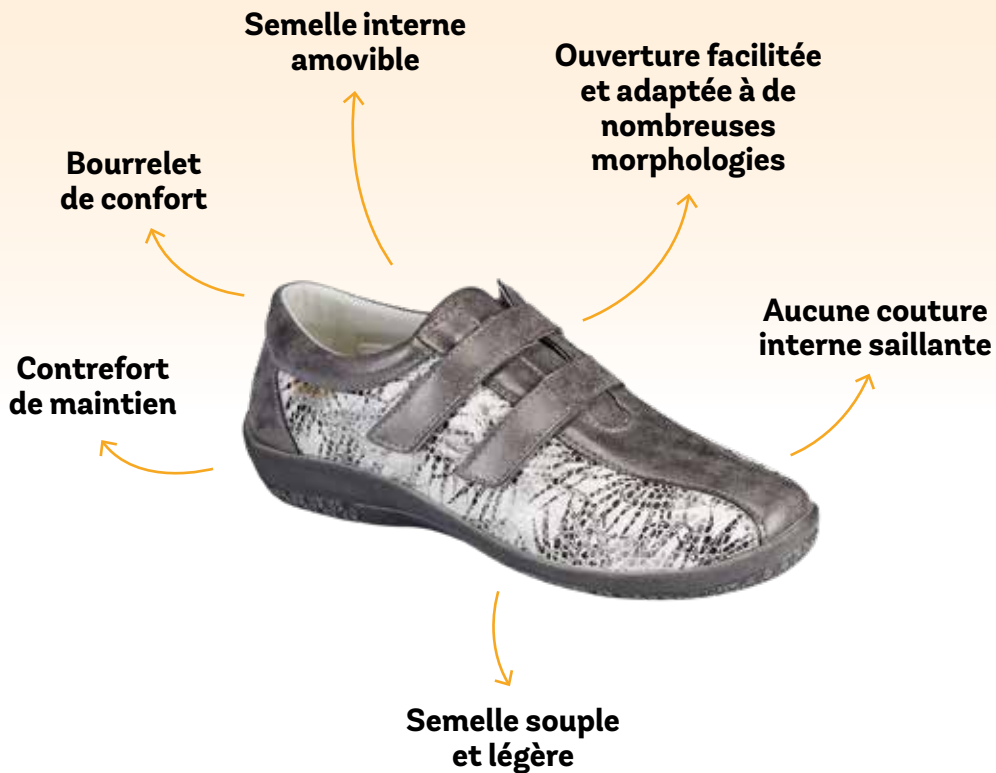 Semelle interne
amovible
Ouverture facilitée
et adaptée à de
nombreuses
morphologies
Bourrelet
de confort
Aucune couture
interne saillante
Contrefort
de maintien
Semelle souple
et légère